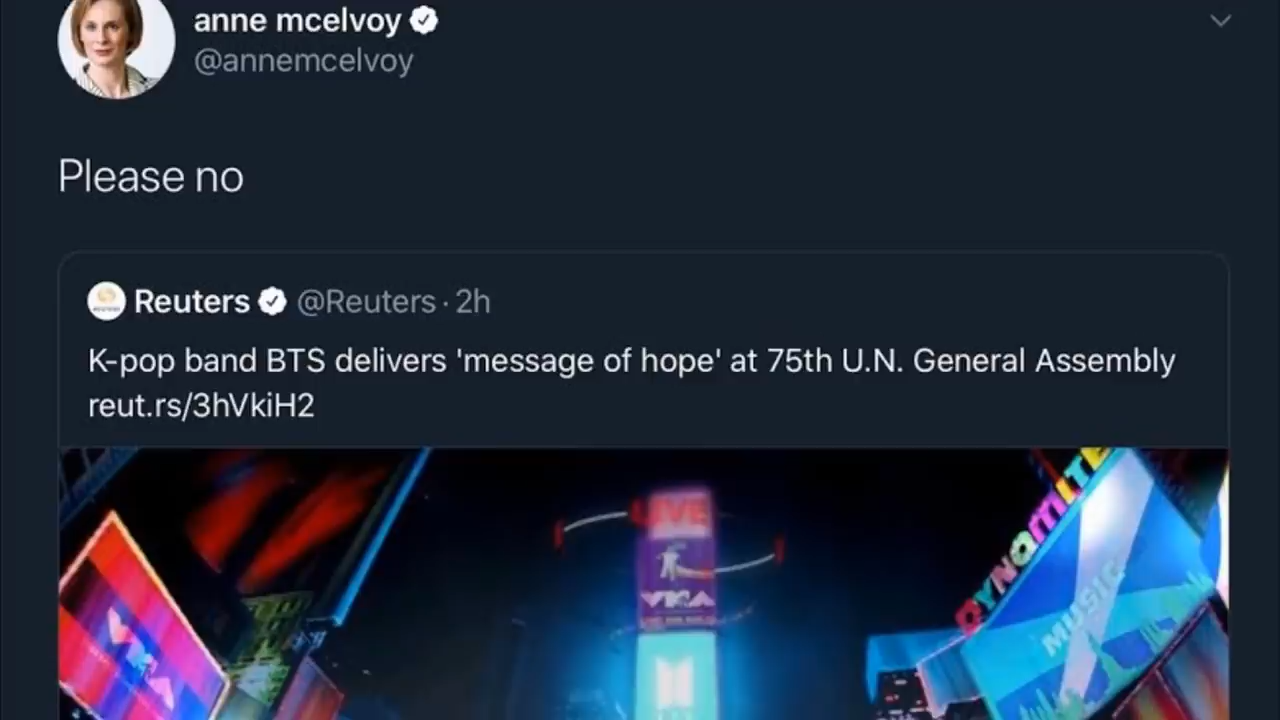 anne mcelvoy
@annemcelvoy
Please no
Reuters @Reuters · 2h
K-pop band BTS delivers 'message of hope' at 75th U.N. General Assembly
reut.rs/3hVkiH2
LIVE
VMA
DYNAMITE
MUSIC